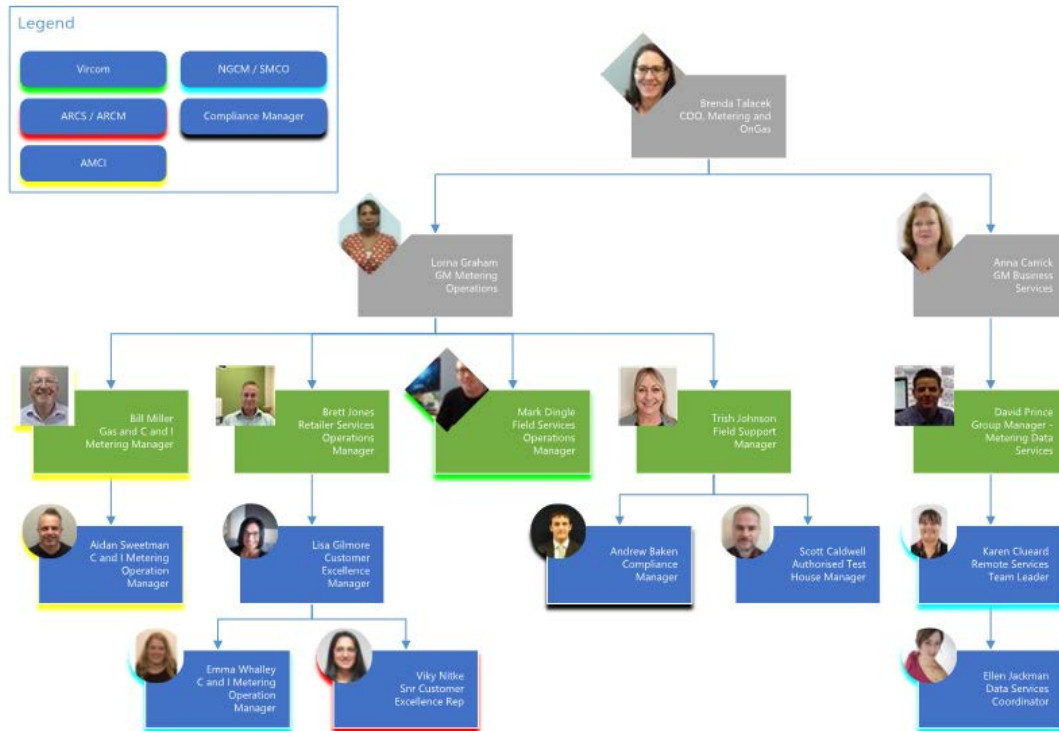 Legend
Vircom
NGCM / SMCO
ARCS / ARCM
Compliance Manager
AMCI
Brenda Talacek
COO, Metering and
OnGas
Lorna Graham
GM Metering
Operations
Anna Carrick
GM Business
Services
Bill Miller
Gas and C and I
Metering Manager
Brett Jones
Retailer Services
Operations
Manager
Mark Dingle
Field Services
Operations
Manager
Trish Johnson
Field Support
Manager
David Prince
Group Manager -
Metering Data
Services
Aidan Sweetman
C and I Metering
Operation
Manager
Lisa Gilmore
Customer
Excellence
Manager
Andrew Baken
Compliance
Manager
Scott Caldwell
Authorised Test
House Manager
Karen Clueard
Remote Services
Team Leader
Emma Whalley
C and I Metering
Operation
Manager
Viky Nitke
Snr Customer
Excellence Rep
Ellen Jackman
Data Services
Coordinator